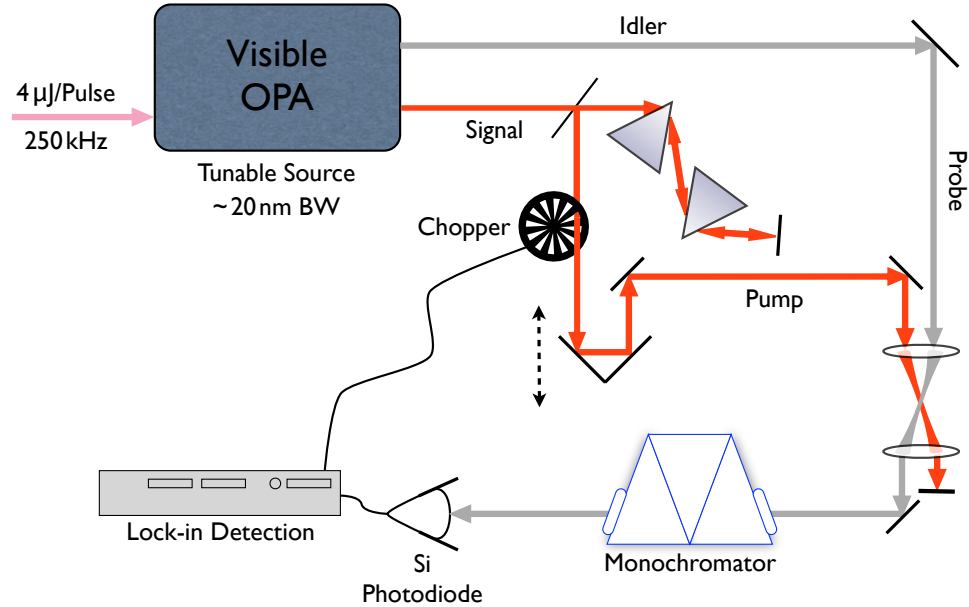 Idler
Visible
OPA
4 µJ/Pulse
250 kHz
Signal
Tunable Source
~20 nm BW
Probe
Chopper
Pump
Lock-in Detection
Si
Photodiode
Monochromator